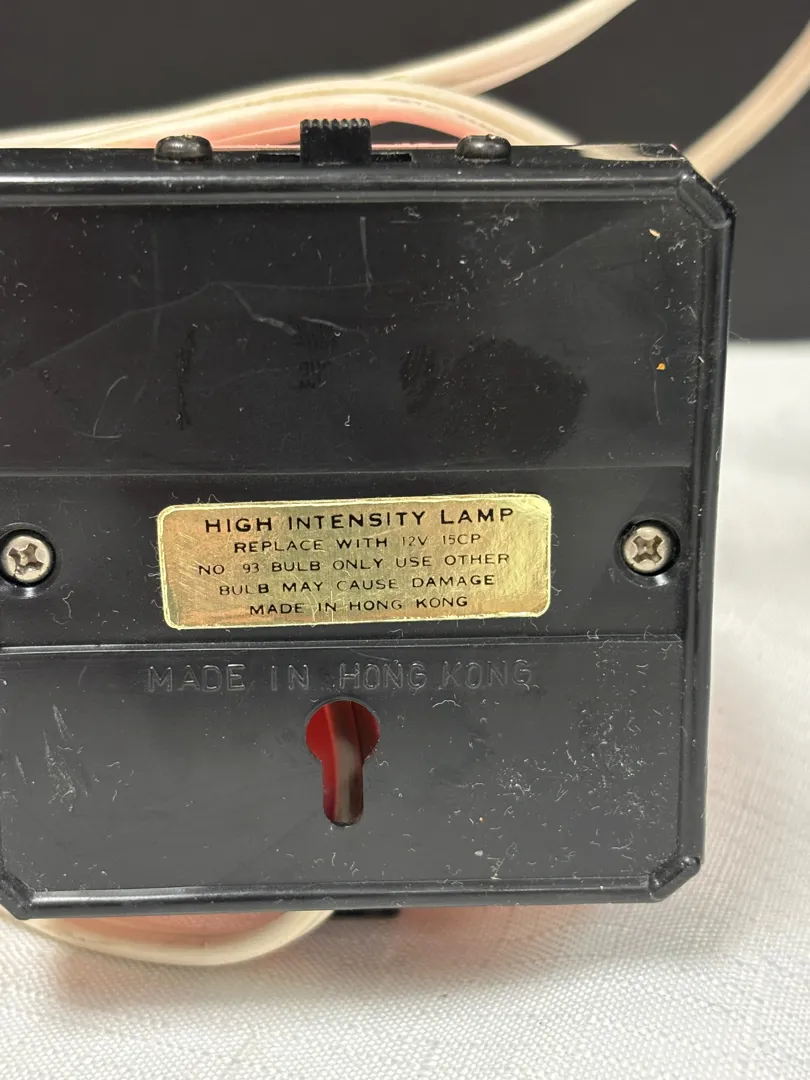 HIGH INTENSITY LAMP
REPLACE WITH 12V 15CP
NO 93 BULB ONLY USE OTHER
BULB MAY CAUSE DAMAGE
MADE IN HONG KONG
MADE IN HONG KONG